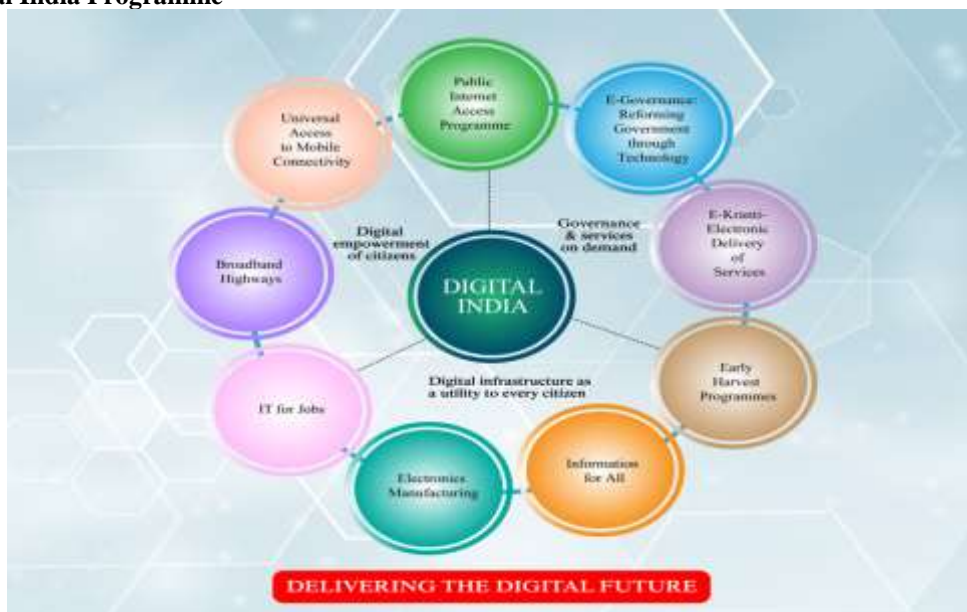 India Programme
Public
Internet
Access
Programme
E-Governance:
Reforming
Government
through
Technology
Universal
Access
to Mobile
Connectivity
E-Kranti-
Electronic
Delivery
of
Services
Digital
empowerment
of citizens
Governance
& services
on demand
Broadband
Highways
DIGITAL
INDIA
Early
Harvest
Programmes
Digital infrastructure as
a utility to every citizen
IT for Jobs
Information
for All
Electronics
Manufacturing
DELIVERING THE DIGITAL FUTURE